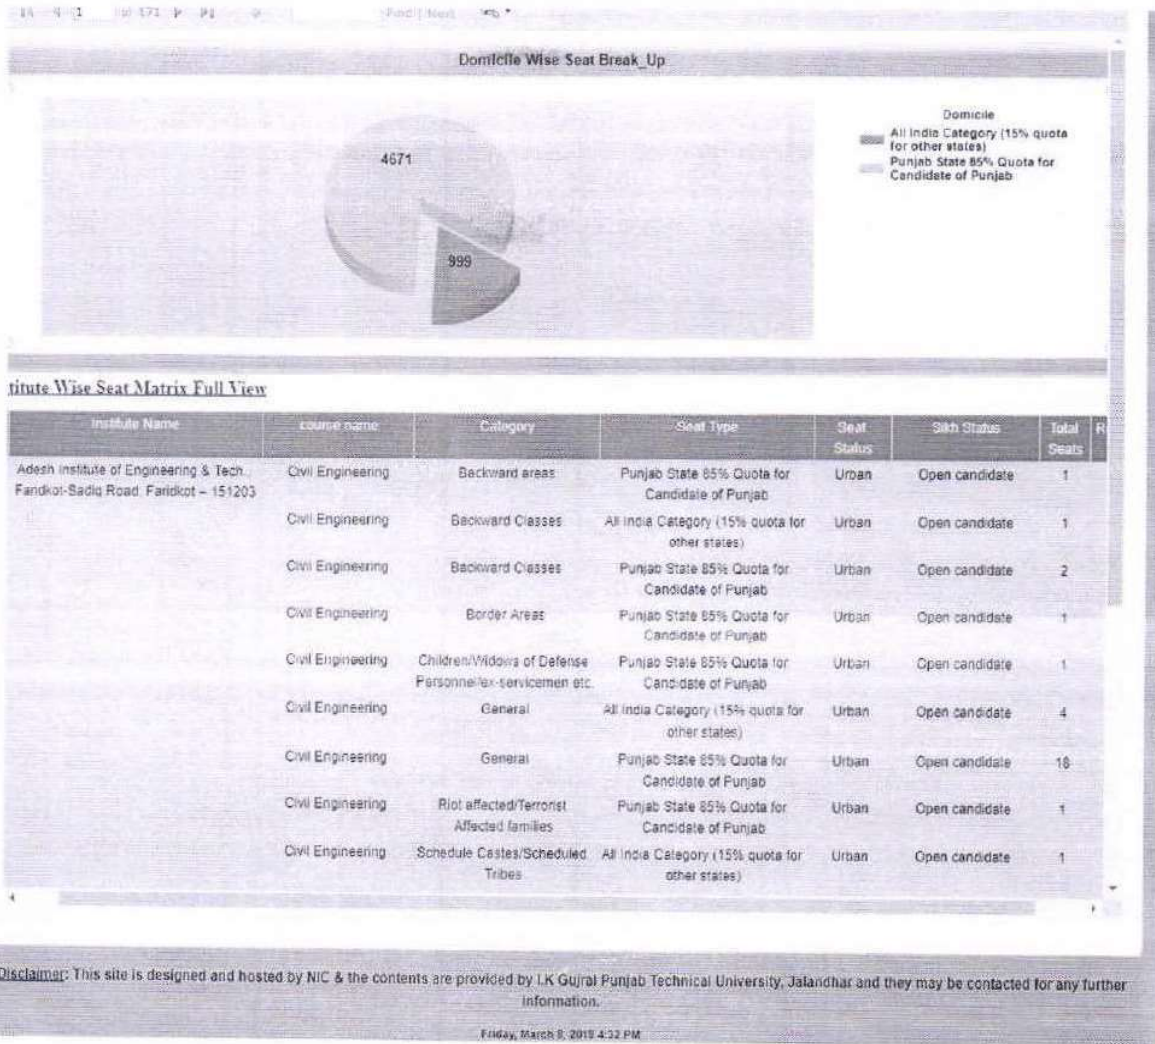 Domicile Wise Seat Break_Up
4671
999
Domicile
All India Category (15% quota
for other states)
Punjab State 85% Quota for
Candidate of Punjab
titute Wise Seat Matrix Full View
Institute Name course name Category Seat Type Seat Status Sikh Status Total Seats R
Adesh Institute of Engineering & Tech. Civil Engineering Backward areas Punjab State 85% Quota for Urban Open candidate 1
Faridkot-Sadiq Road, Faridkot – 151203 Candidate of Punjab
Civil Engineering Backward Classes All India Category (15% quota for Urban Open candidate 1
other states)
Civil Engineering Backward Classes Punjab State 85% Quota for Urban Open candidate 2
Candidate of Punjab
Civil Engineering Border Areas Punjab State 85% Quota for Urban Open candidate 1
Candidate of Punjab
Civil Engineering Children/Widows of Defense Punjab State 85% Quota for Urban Open candidate 1
Personnel/ex-servicemen etc. Candidate of Punjab
Civil Engineering General All India Category (15% quota for Urban Open candidate 4
other states)
Civil Engineering General Punjab State 85% Quota for Urban Open candidate 18
Candidate of Punjab
Civil Engineering Riot affected/Terrorist Punjab State 85% Quota for Urban Open candidate 1
Affected families Candidate of Punjab
Civil Engineering Schedule Castes/Scheduled All India Category (15% quota for Urban Open candidate 1
Tribes other states)
Disclaimer: This site is designed and hosted by NIC & the contents are provided by I.K Gujral Punjab Technical University, Jalandhar and they may be contacted for any further
information.
Friday, March 8, 2019 4:32 PM